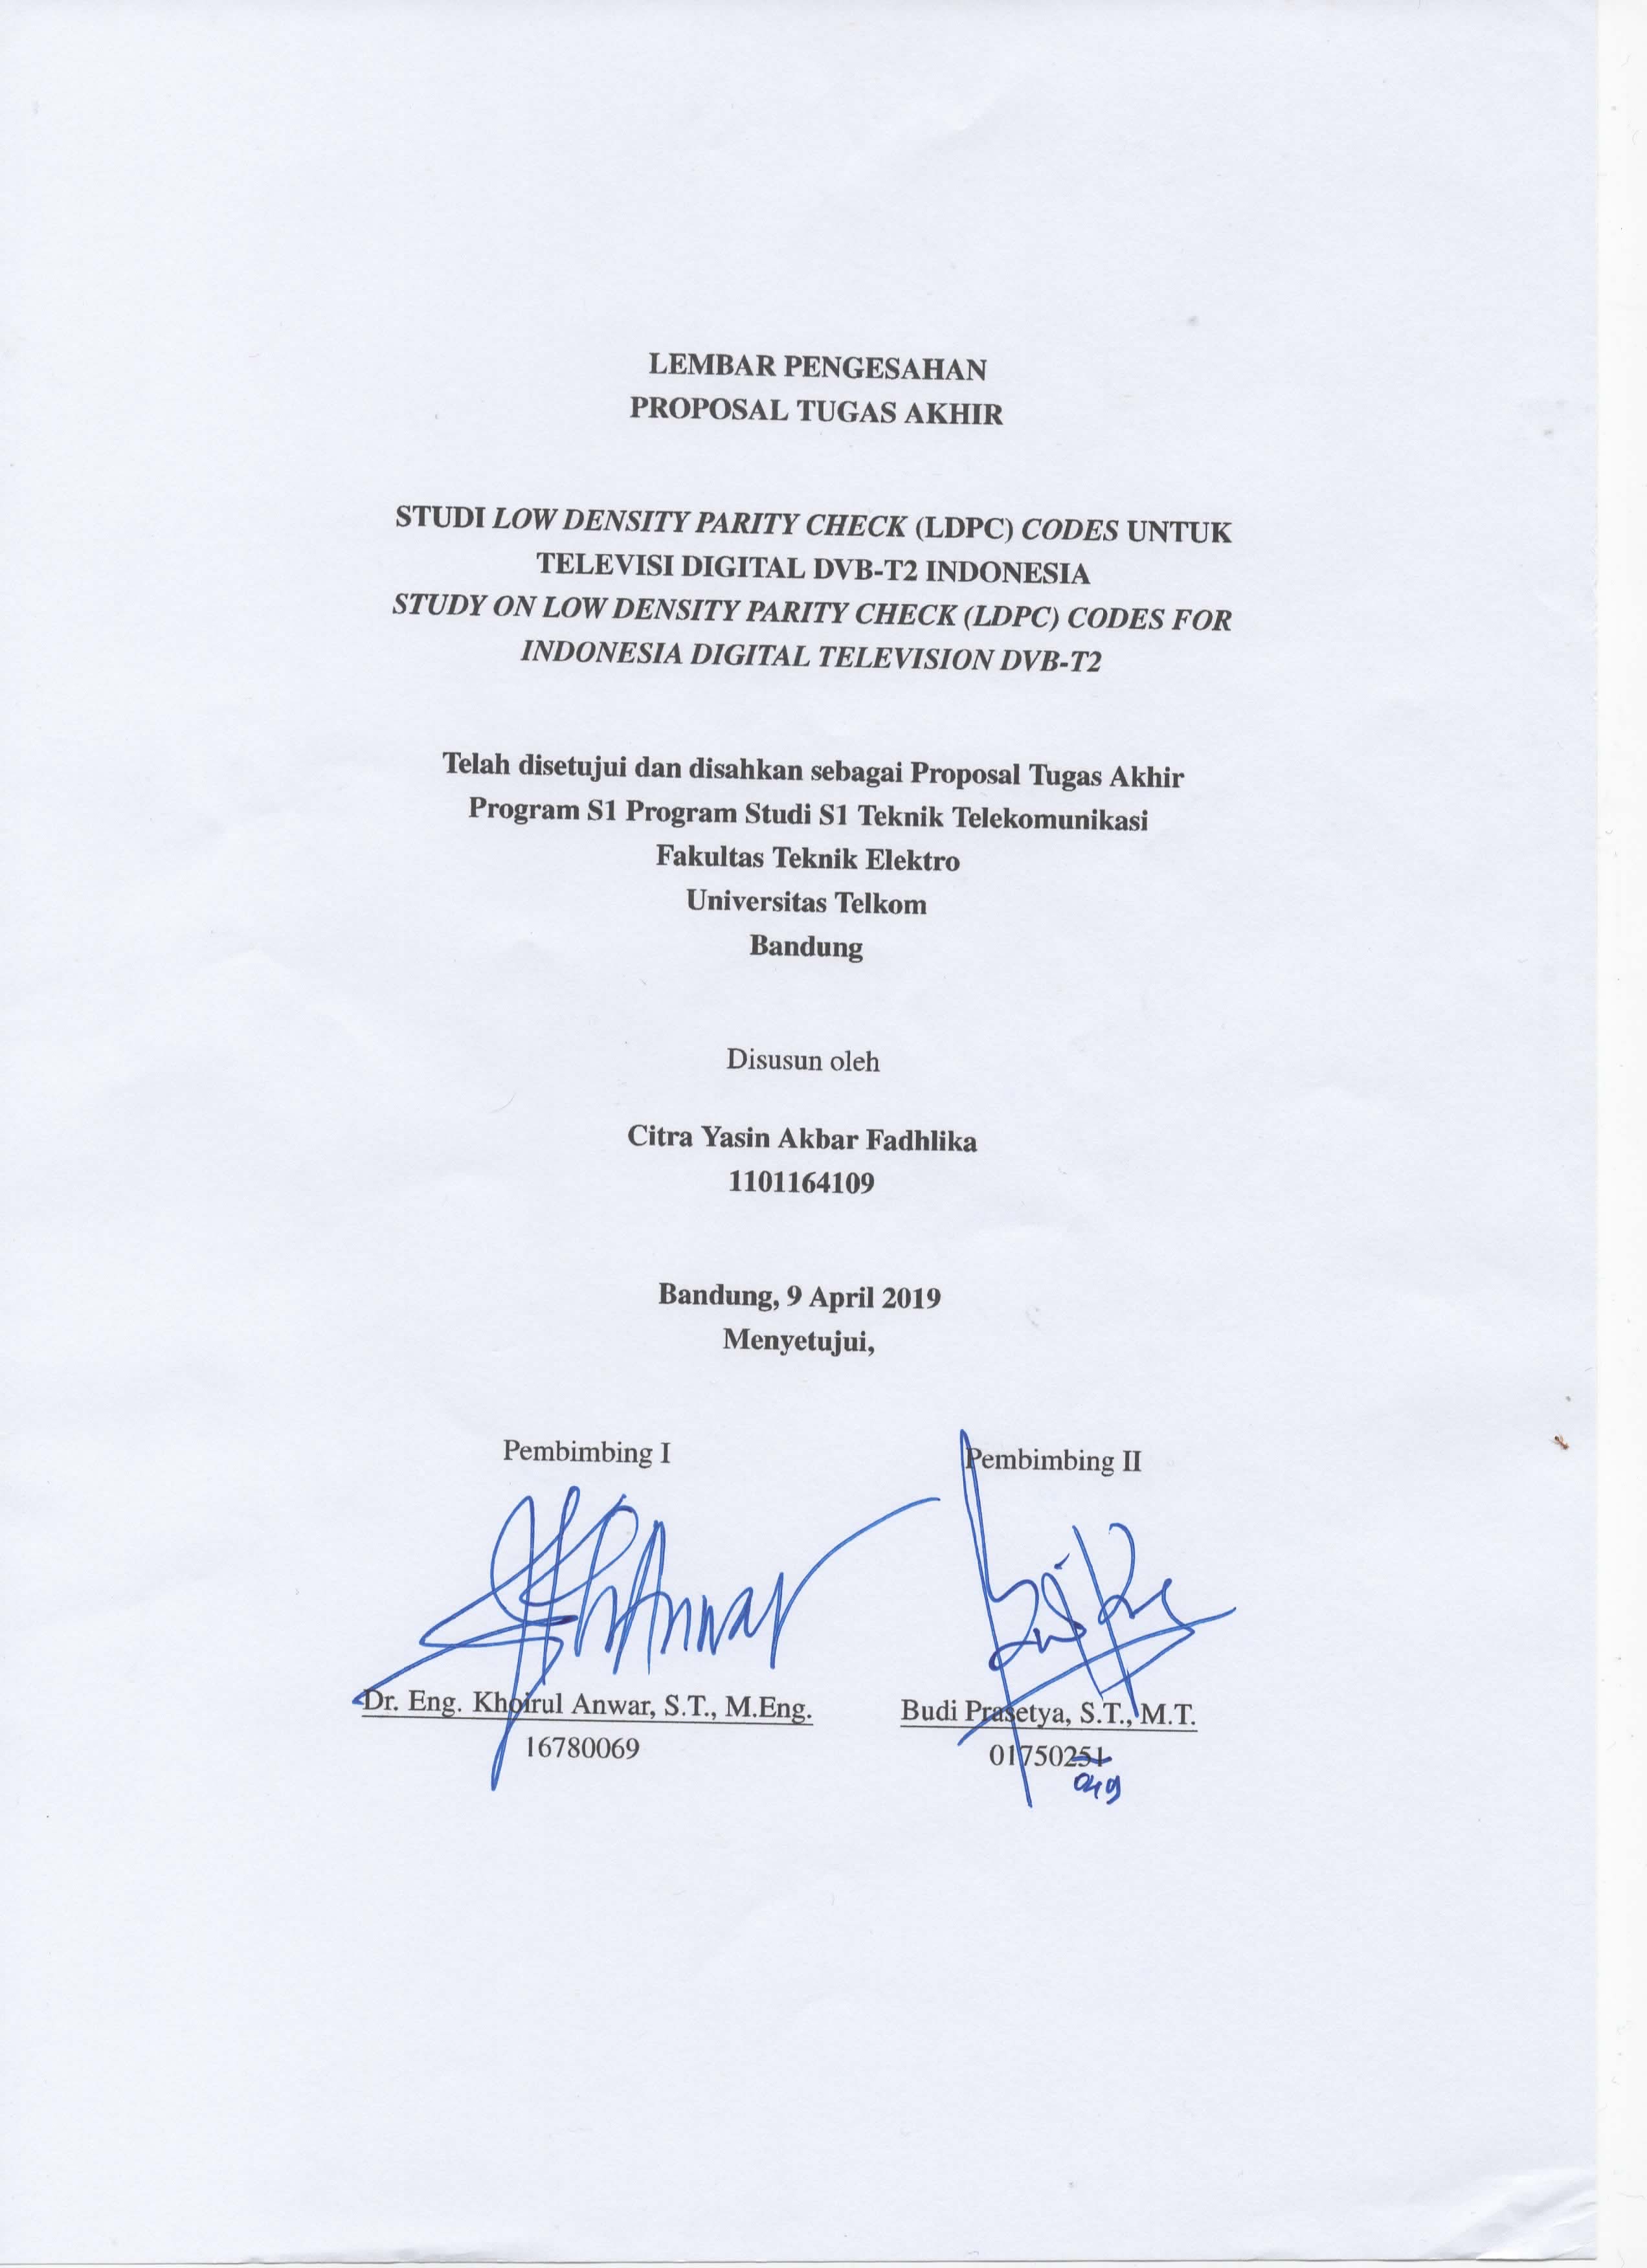 LEMBAR PENGESAHAN
PROPOSAL TUGAS AKHIR
STUDI LOW DENSITY PARITY CHECK (LDPC) CODES UNTUK
TELEVISI DIGITAL DVB-T2 INDONESIA
STUDY ON LOW DENSITY PARITY CHECK (LDPC) CODES FOR
INDONESIA DIGITAL TELEVISION DVB-T2
Telah disetujui dan disahkan sebagai Proposal Tugas Akhir
Program S1 Program Studi S1 Teknik Telekomunikasi
Fakultas Teknik Elektro
Universitas Telkom
Bandung
Disusun oleh
Citra Yasin Akbar Fadhlika
1101164109
Bandung, 9 April 2019
Menyetujui,
Pembimbing I Pembimbing II
Dr. Eng. Khoirul Anwar, S.T., M.Eng. Budi Prasetya, S.T., M.T.
16780069 01750251
049